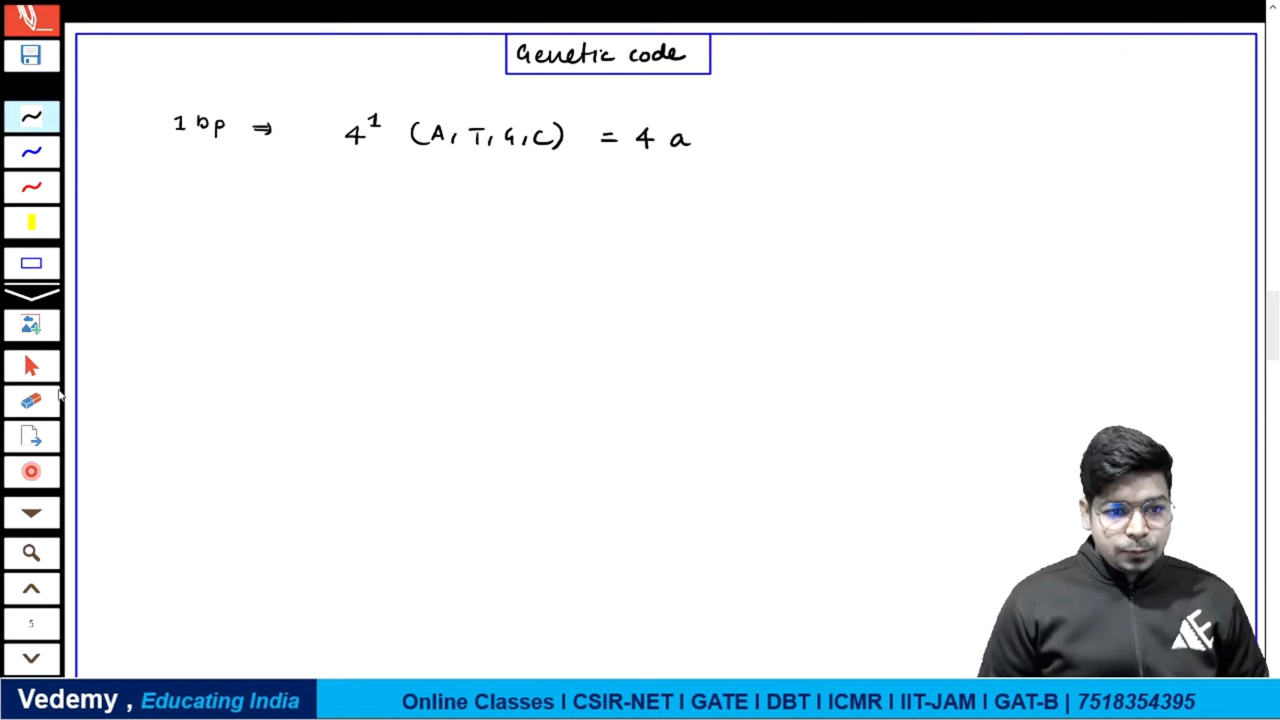 Genetic code
1 bp ⇒ 4¹ (A, T, G, C) = 4 a
5
Vedemy , Educating India
Online Classes I CSIR-NET I GATE I DBT I ICMR I IIT-JAM I GAT-B | 7518354395